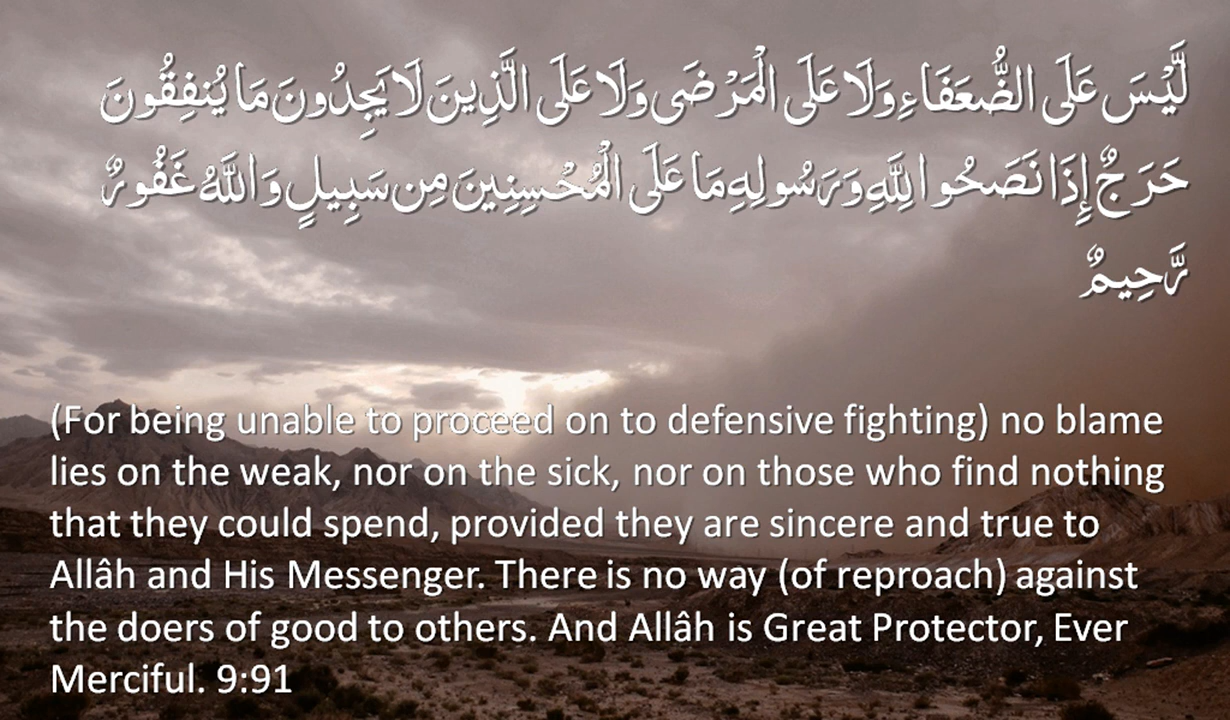 لَّيْسَ عَلَى الضُّعَفَاءِ وَلَا عَلَى الْمَرْضَى وَلَا عَلَى الَّذِينَ لَا يَجِدُونَ مَا يُنفِقُونَ
حَرَجٌ إِذَا نَصَحُوا لِلَّهِ وَرَسُولِهِ مَا عَلَى الْمُحْسِنِينَ مِن سَبِيلٍ وَاللَّهُ غَفُورٌ
رَّحِيمٌ
(For being unable to proceed on to defensive fighting) no blame
lies on the weak, nor on the sick, nor on those who find nothing
that they could spend, provided they are sincere and true to
Allâh and His Messenger. There is no way (of reproach) against
the doers of good to others. And Allâh is Great Protector, Ever
Merciful. 9:91